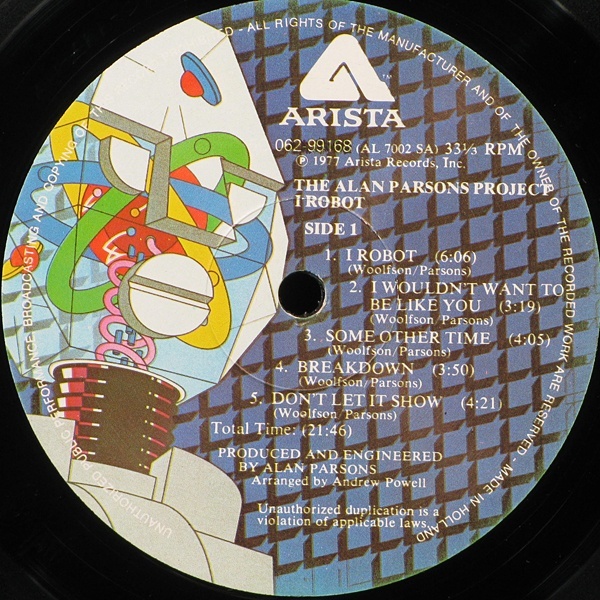 ARISTA
TM
062-99168 (AL 7002 SA) 33⅓ RPM
℗ 1977 Arista Records, Inc.
THE ALAN PARSONS PROJECT
I ROBOT
SIDE 1
1. I ROBOT (6:06)
(Woolfson/Parsons)
2. I WOULDN'T WANT TO
BE LIKE YOU (3:19)
(Woolfson/Parsons)
3. SOME OTHER TIME (4:05)
(Woolfson/Parsons)
4. BREAKDOWN (3:50)
(Woolfson/Parsons)
5. DON'T LET IT SHOW (4:21)
(Woolfson/Parsons)
Total Time: (21:46)
PRODUCED AND ENGINEERED
BY ALAN PARSONS
Arranged by Andrew Powell
Unauthorized duplication is a
violation of applicable laws.
UNAUTHORIZED PUBLIC PERFORMANCE, BROADCASTING AND COPYING OF - ALL RIGHTS OF THE MANUFACTURER AND OF THE OWNER OF THE RECORDED WORK ARE RESERVED - MADE IN HOLLAND